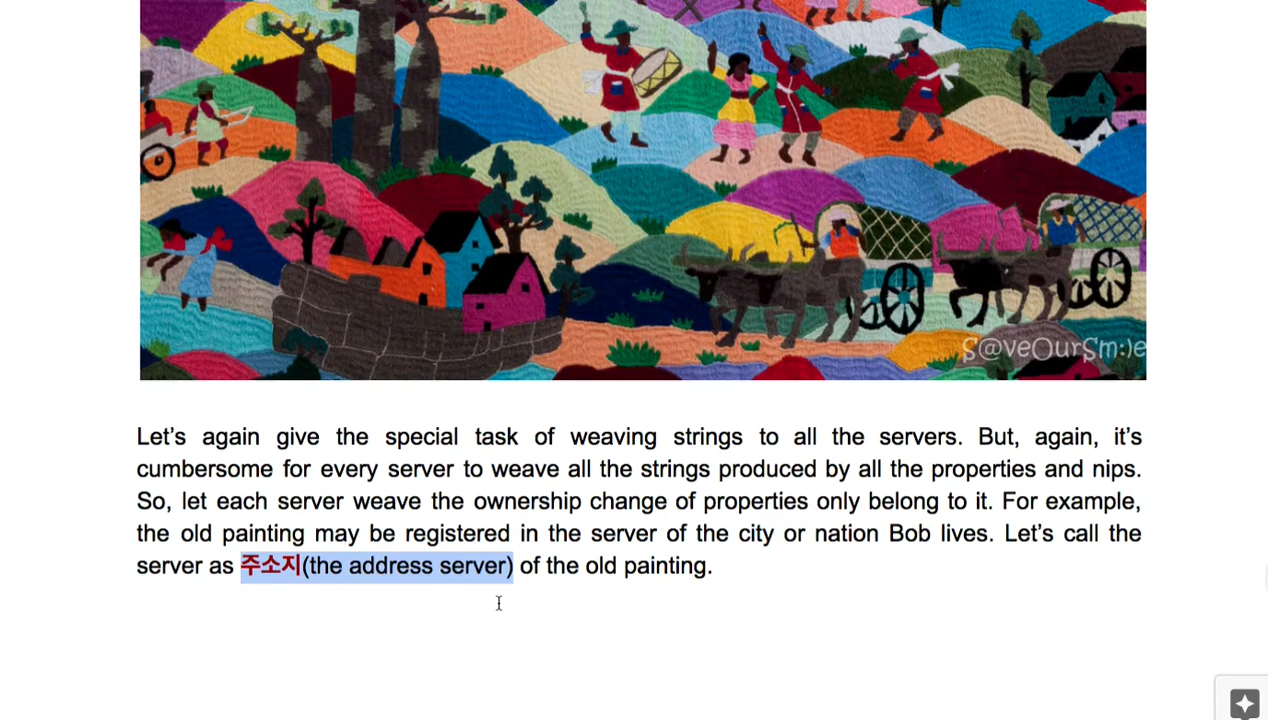 S@veOurSm:)e
Let’s again give the special task of weaving strings to all the servers. But, again, it’s
cumbersome for every server to weave all the strings produced by all the properties and nips.
So, let each server weave the ownership change of properties only belong to it. For example,
the old painting may be registered in the server of the city or nation Bob lives. Let’s call the
server as 주소지(the address server) of the old painting.